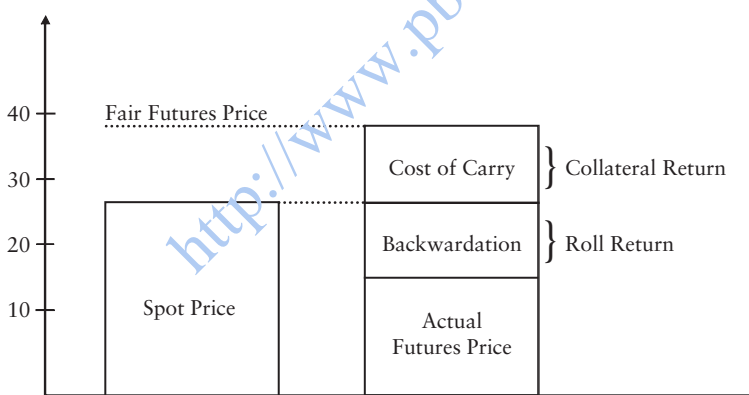 http://www.pb
40
30
20
10
Fair Futures Price
Spot Price
Cost of Carry
Backwardation
Actual
Futures Price
} Collateral Return
} Roll Return